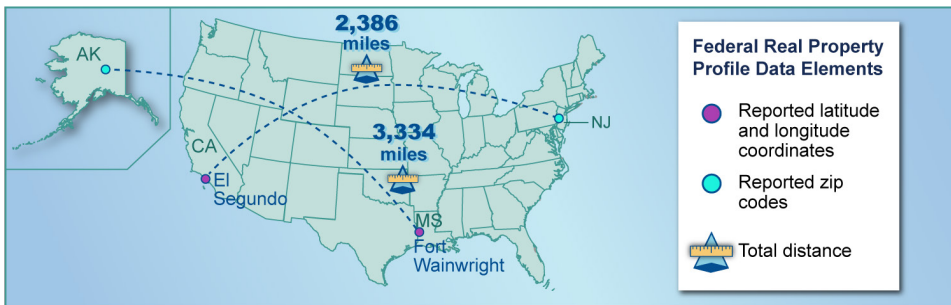 AK
2,386
miles
3,334
miles
CA
El
Segundo
NJ
MS
Fort
Wainwright
Federal Real Property
Profile Data Elements
Reported latitude
and longitude
coordinates
Reported zip
codes
Total distance